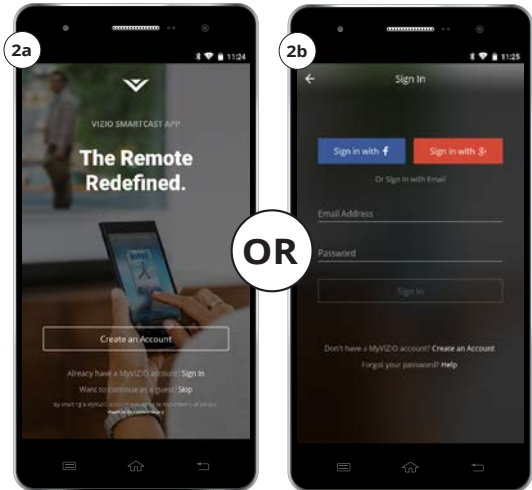 2a
11:24
VIZIO SMARTCAST APP
The Remote
Redefined.
Create an Account
Already have a MyVIZIO account? Sign In
Want to continue as a guest? Skip
OR
2b
11:25
Sign In
Sign in with f
Sign in with g+
Or Sign in with Email
Email Address
Password
Sign In
Don't have a MyVIZIO account? Create an Account
Forgot your password? Help